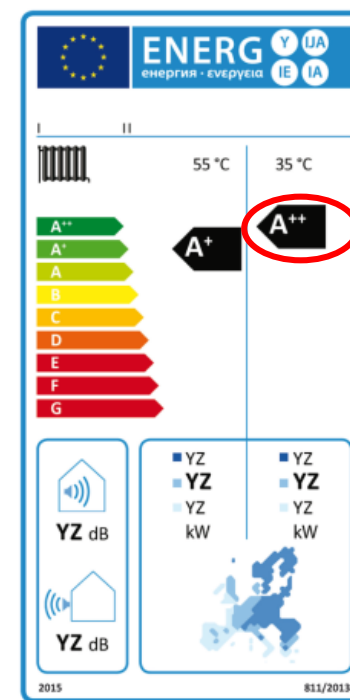 ENERG Y IJA
енергия · ενεργεια IE IA
I II
55 °C 35 °C
A++
A+
A
B
C
D
E
F
G
A+
A++
YZ dB
YZ dB
YZ YZ
YZ YZ
YZ YZ
kW kW
2015 811/2013